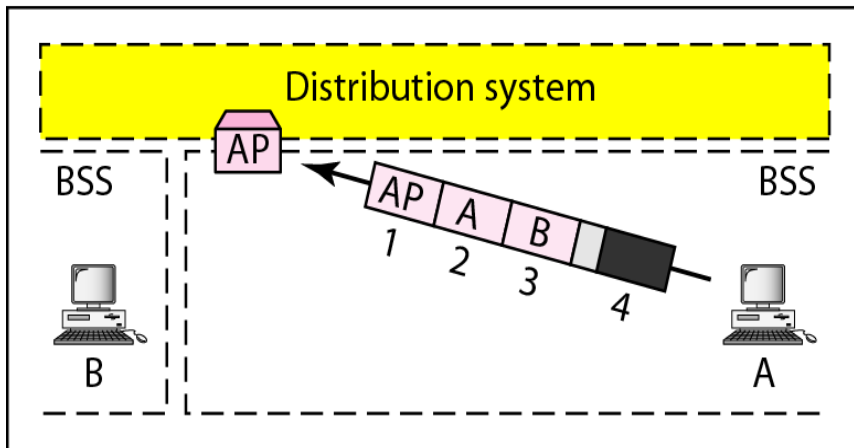 Distribution system
AP
BSS
BSS
AP A B
1 2 3 4
B
A